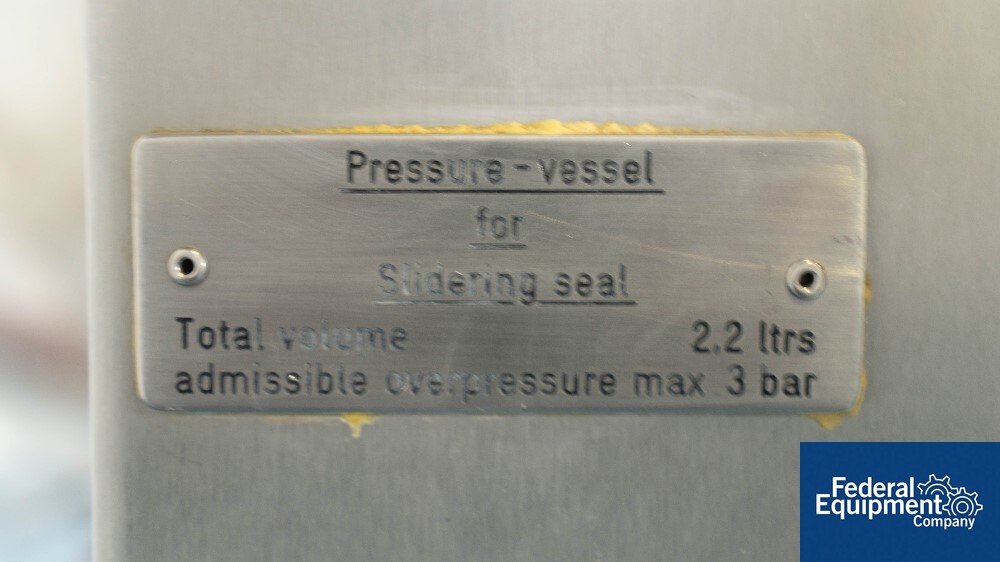 Pressure-vessel
for
Slidering seal
Total volume 2.2 ltrs
admissible overpressure max 3 bar
Federal
Equipment
Company